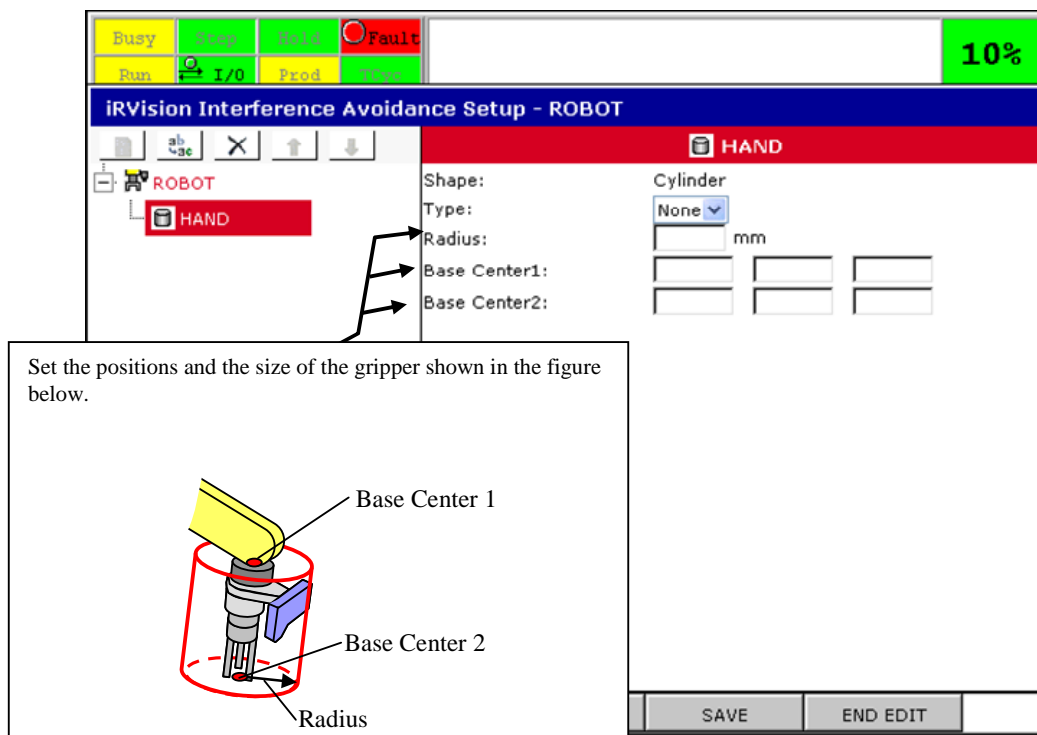 Busy Step Hold Fault
10%
Run I/O Prod TCyc
iRVision Interference Avoidance Setup - ROBOT
ab
ac
HAND
ROBOT
HAND
Shape: Cylinder
Type: None
Radius: mm
Base Center1:
Base Center2:
Set the positions and the size of the gripper shown in the figure
below.
Base Center 1
Base Center 2
Radius
SAVE END EDIT